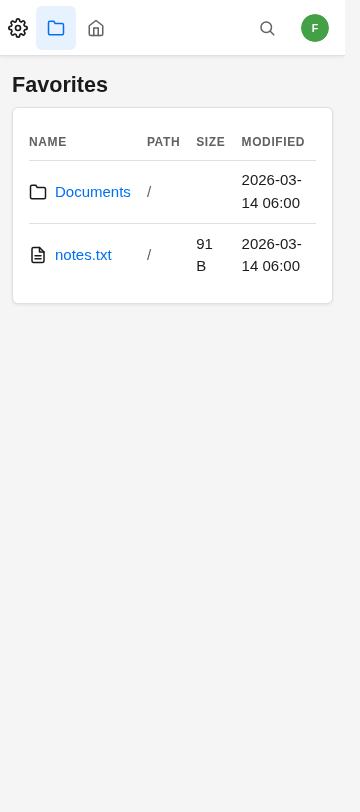 F
Favorites
NAME PATH SIZE MODIFIED
Documents / 2026-03-
14 06:00
notes.txt / 91 2026-03-
B 14 06:00